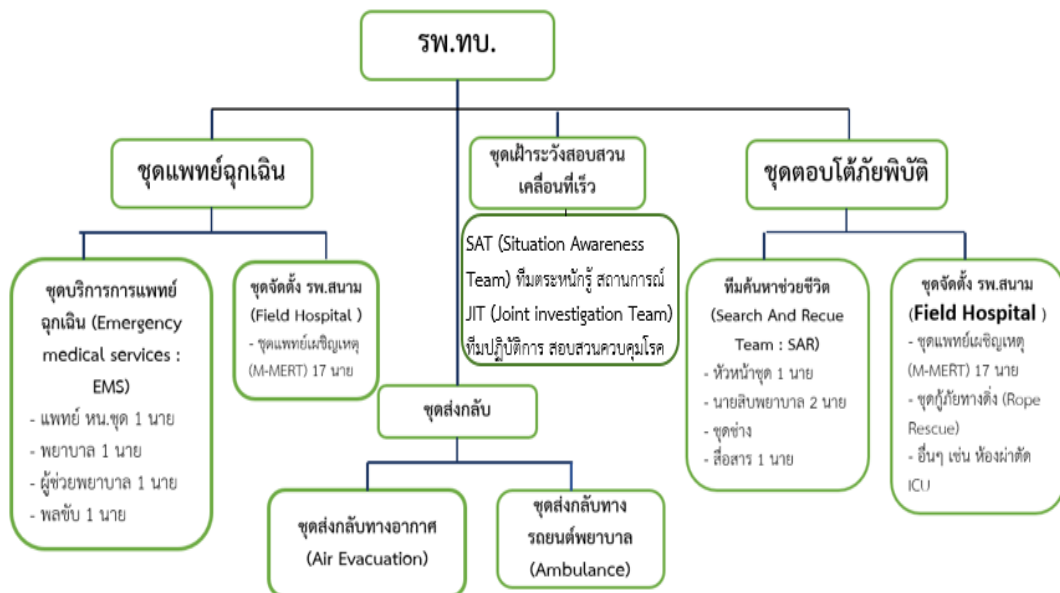 รพ.ทบ.
ชุดแพทย์ฉุกเฉิน
ชุดเฝ้าระวังสอบสวน
เคลื่อนที่เร็ว
ชุดตอบโต้ภัยพิบัติ
ชุดบริการการแพทย์
ฉุกเฉิน (Emergency
medical services :
EMS)
- แพทย์ หน.ชุด 1 นาย
- พยาบาล 1 นาย
- ผู้ช่วยพยาบาล 1 นาย
- พลขับ 1 นาย
ชุดจัดตั้ง รพ.สนาม
(Field Hospital )
- ชุดแพทย์เผชิญเหตุ
(M-MERT) 17 นาย
SAT (Situation Awareness
Team) ทีมตระหนักรู้ สถานการณ์
JIT (Joint investigation Team)
ทีมปฏิบัติการ สอบสวนควบคุมโรค
ทีมค้นหาช่วยชีวิต
(Search And Recue
Team : SAR)
- หัวหน้าชุด 1 นาย
- นายสิบพยาบาล 2 นาย
- ชุดช่าง
- สื่อสาร 1 นาย
ชุดจัดตั้ง รพ.สนาม
(Field Hospital )
- ชุดแพทย์เผชิญเหตุ
(M-MERT) 17 นาย
- ชุดกู้ภัยทางดิ่ง (Rope
Rescue)
- อื่นๆ เช่น ห้องผ่าตัด
ICU
ชุดส่งกลับ
ชุดส่งกลับทางอากาศ
(Air Evacuation)
ชุดส่งกลับทาง
รถยนต์พยาบาล
(Ambulance)